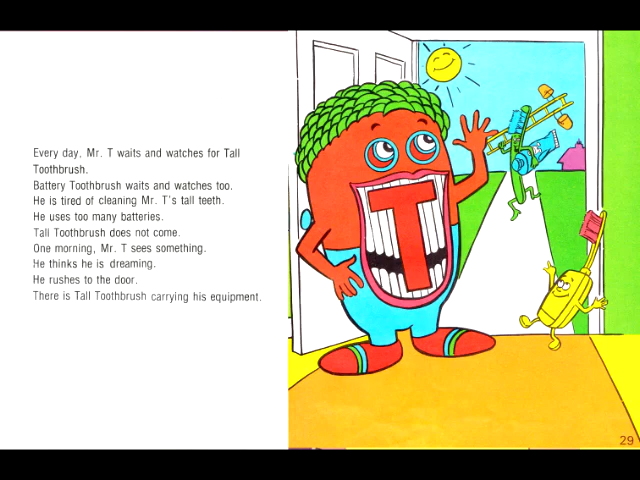 Every day, Mr. T waits and watches for Tall
Toothbrush.
Battery Toothbrush waits and watches too.
He is tired of cleaning Mr. T's tall teeth.
He uses too many batteries.
Tall Toothbrush does not come.
One morning, Mr. T sees something.
He thinks he is dreaming.
He rushes to the door.
There is Tall Toothbrush carrying his equipment.
T
29